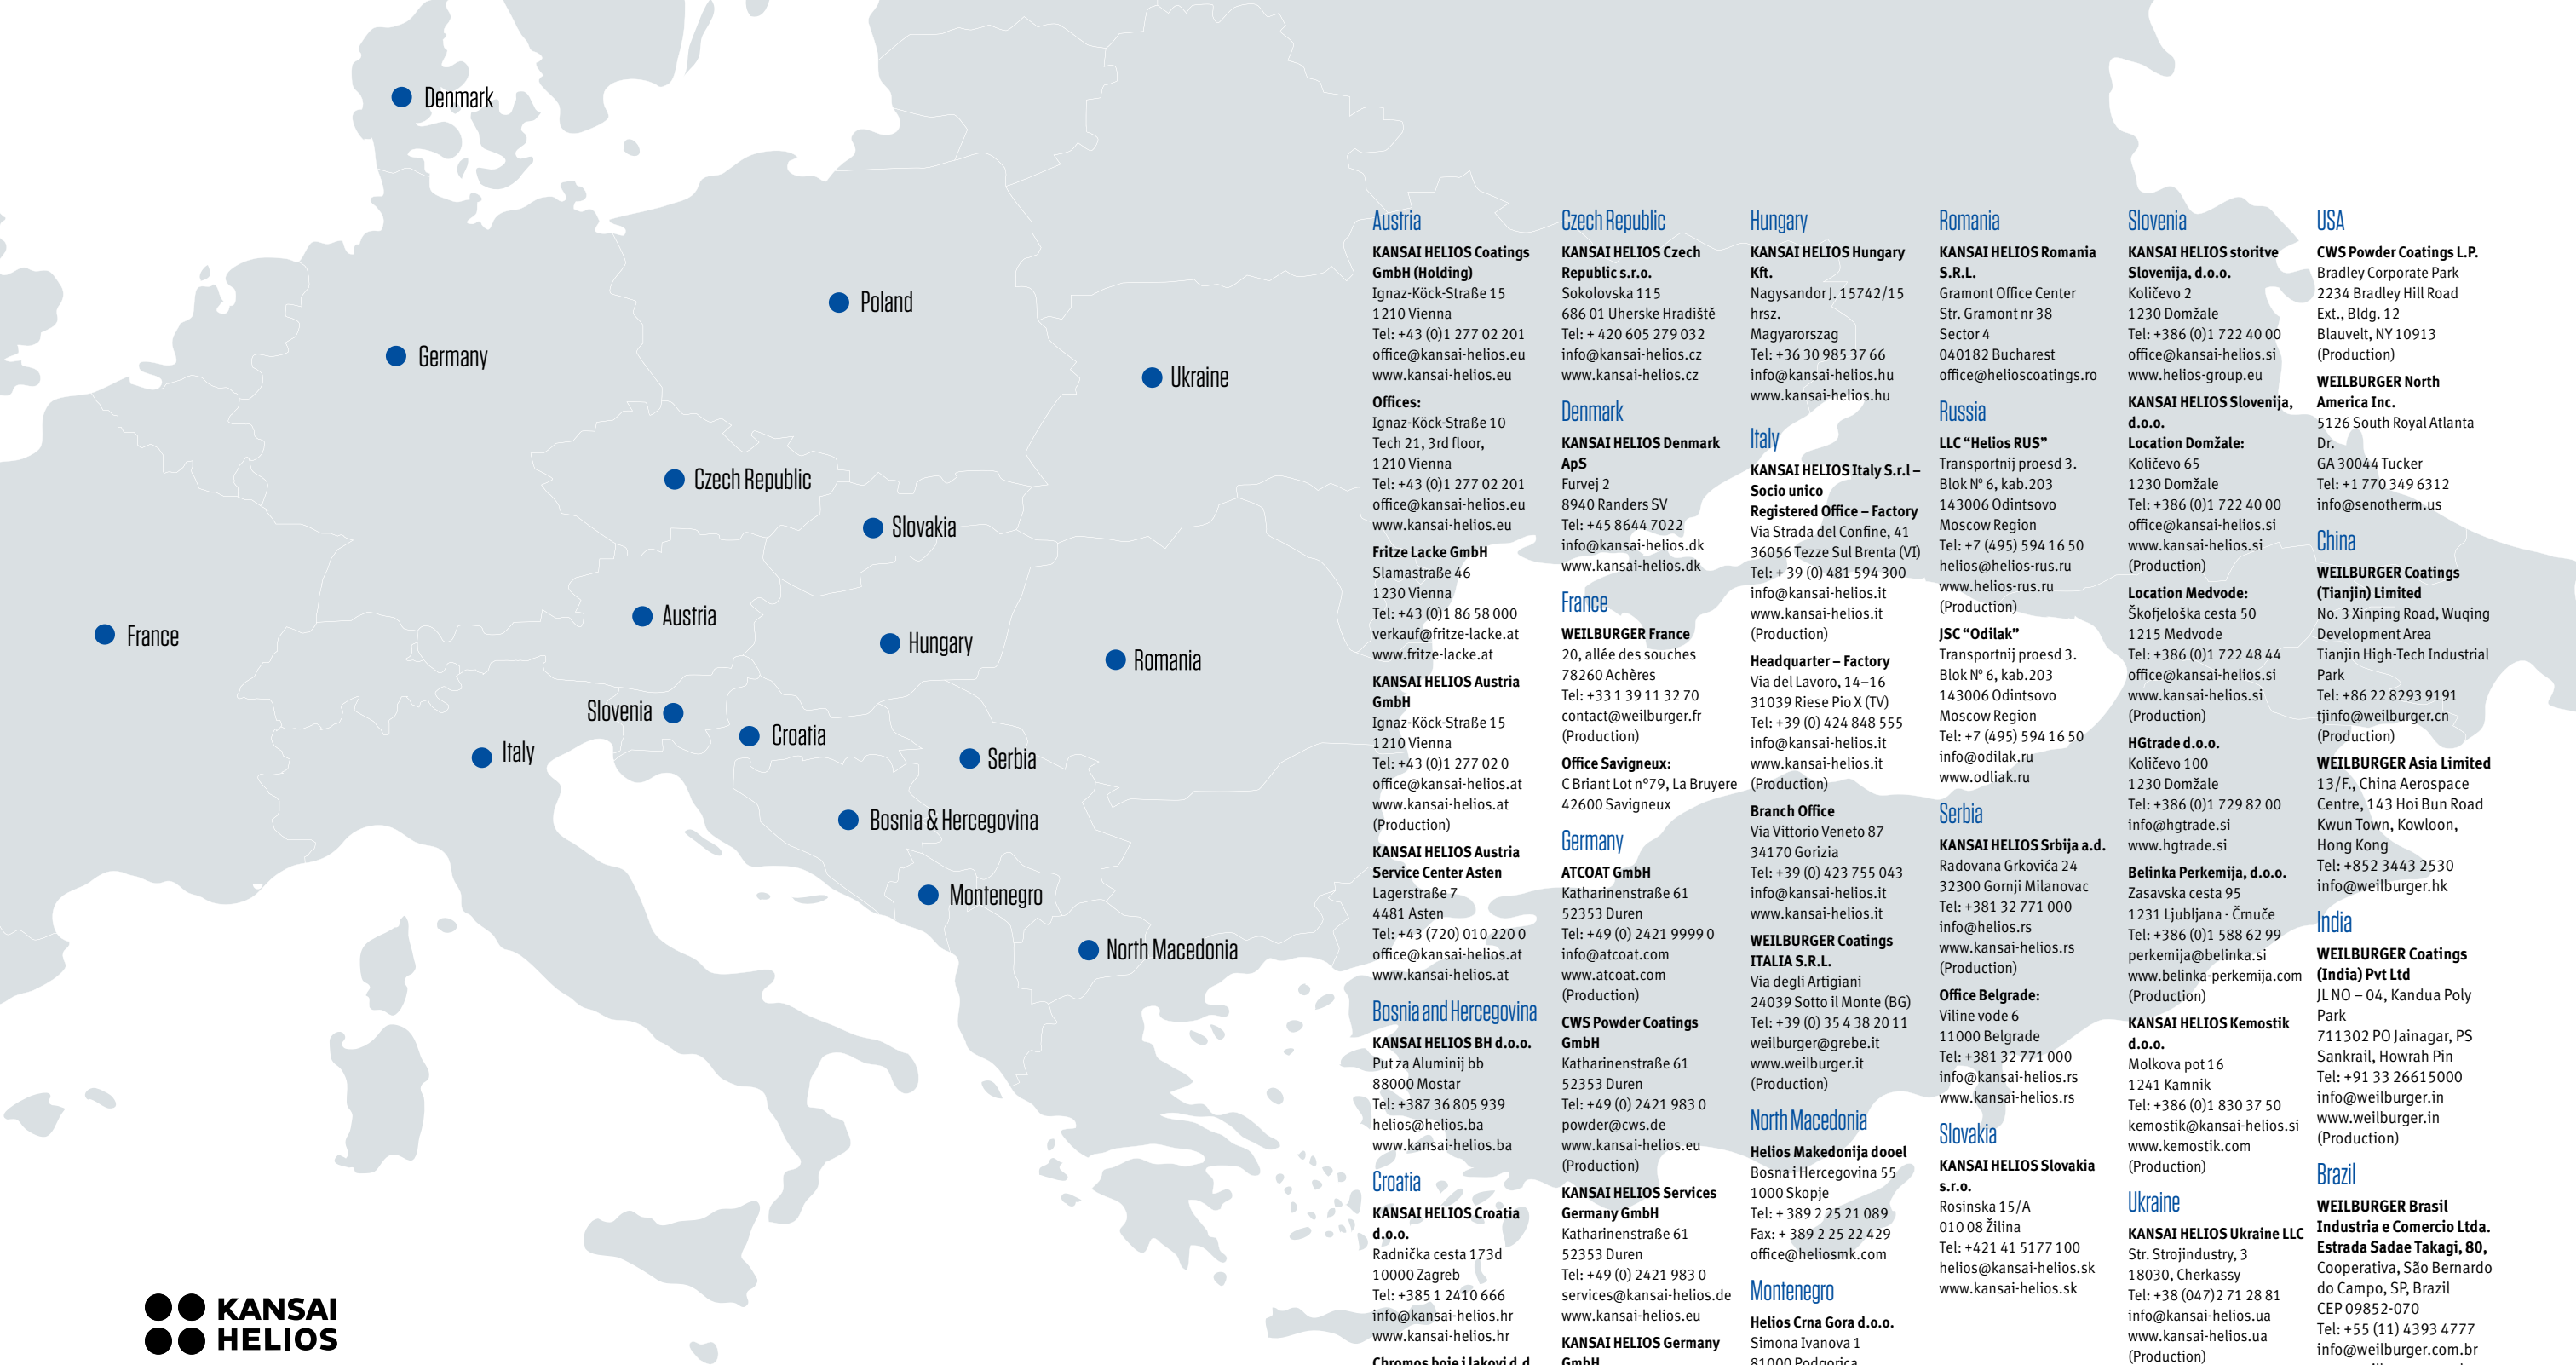 Denmark
Poland
Germany
Ukraine
Czech Republic
Slovakia
Austria
France
Hungary
Romania
Slovenia
Croatia
Italy
Serbia
Bosnia & Hercegovina
Montenegro
North Macedonia
KANSAI
HELIOS
Austria
KANSAI HELIOS Coatings
GmbH (Holding)
Ignaz-Köck-Straße 15
1210 Vienna
Tel: +43 (0)1 277 02 201
office@kansai-helios.eu
www.kansai-helios.eu
Offices:
Ignaz-Köck-Straße 10
Tech 21, 3rd floor,
1210 Vienna
Tel: +43 (0)1 277 02 201
office@kansai-helios.eu
www.kansai-helios.eu
Fritze Lacke GmbH
Slamastraße 46
1230 Vienna
Tel: +43 (0)1 86 58 000
verkauf@fritze-lacke.at
www.fritze-lacke.at
KANSAI HELIOS Austria
GmbH
Ignaz-Köck-Straße 15
1210 Vienna
Tel: +43 (0)1 277 02 0
office@kansai-helios.at
www.kansai-helios.at
(Production)
KANSAI HELIOS Austria
Service Center Asten
Lagerstraße 7
4481 Asten
Tel: +43 (720) 010 220 0
office@kansai-helios.at
www.kansai-helios.at
Bosnia and Hercegovina
KANSAI HELIOS BH d.o.o.
Put za Aluminij bb
88000 Mostar
Tel: +387 36 805 939
helios@helios.ba
www.kansai-helios.ba
Croatia
KANSAI HELIOS Croatia
d.o.o.
Radnička cesta 173d
10000 Zagreb
Tel: +385 1 2410 666
info@kansai-helios.hr
www.kansai-helios.hr
Chromos boje i lakovi d.d.
Czech Republic
KANSAI HELIOS Czech
Republic s.r.o.
Sokolovska 115
686 01 Uherske Hradiště
Tel: + 420 605 279 032
info@kansai-helios.cz
www.kansai-helios.cz
Denmark
KANSAI HELIOS Denmark
ApS
Furvej 2
8940 Randers SV
Tel: +45 8644 7022
info@kansai-helios.dk
www.kansai-helios.dk
France
WEILBURGER France
20, allée des souches
78260 Achères
Tel: +33 1 39 11 32 70
contact@weilburger.fr
(Production)
Office Savigneux:
C Briant Lot n°79, La Bruyere
42600 Savigneux
Germany
ATCOAT GmbH
Katharinenstraße 61
52353 Duren
Tel: +49 (0) 2421 9999 0
info@atcoat.com
www.atcoat.com
(Production)
CWS Powder Coatings
GmbH
Katharinenstraße 61
52353 Duren
Tel: +49 (0) 2421 983 0
powder@cws.de
www.kansai-helios.eu
(Production)
KANSAI HELIOS Services
Germany GmbH
Katharinenstraße 61
52353 Duren
Tel: +49 (0) 2421 983 0
services@kansai-helios.de
www.kansai-helios.eu
KANSAI HELIOS Germany
GmbH
Hungary
KANSAI HELIOS Hungary
Kft.
Nagysandor J. 15742/15
hrsz.
Magyarorszag
Tel: +36 30 985 37 66
info@kansai-helios.hu
www.kansai-helios.hu
Italy
KANSAI HELIOS Italy S.r.l –
Socio unico
Registered Office – Factory
Via Strada del Confine, 41
36056 Tezze Sul Brenta (VI)
Tel: + 39 (0) 481 594 300
info@kansai-helios.it
www.kansai-helios.it
(Production)
Headquarter – Factory
Via del Lavoro, 14–16
31039 Riese Pio X (TV)
Tel: +39 (0) 424 848 555
info@kansai-helios.it
www.kansai-helios.it
(Production)
Branch Office
Via Vittorio Veneto 87
34170 Gorizia
Tel: +39 (0) 423 755 043
info@kansai-helios.it
www.kansai-helios.it
WEILBURGER Coatings
ITALIA S.R.L.
Via degli Artigiani
24039 Sotto il Monte (BG)
Tel: +39 (0) 35 4 38 20 11
weilburger@grebe.it
www.weilburger.it
(Production)
North Macedonia
Helios Makedonija dooel
Bosna i Hercegovina 55
1000 Skopje
Tel: + 389 2 25 21 089
Fax: + 389 2 25 22 429
office@heliosmk.com
Montenegro
Helios Crna Gora d.o.o.
Simona Ivanova 1
81000 Podgorica
Romania
KANSAI HELIOS Romania
S.R.L.
Gramont Office Center
Str. Gramont nr 38
Sector 4
040182 Bucharest
office@helioscoatings.ro
Russia
LLC “Helios RUS”
Transportnij proesd 3.
Blok Nº 6, kab.203
143006 Odintsovo
Moscow Region
Tel: +7 (495) 594 16 50
helios@helios-rus.ru
www.helios-rus.ru
(Production)
JSC “Odilak”
Transportnij proesd 3.
Blok Nº 6, kab.203
143006 Odintsovo
Moscow Region
Tel: +7 (495) 594 16 50
info@odilak.ru
www.odliak.ru
Serbia
KANSAI HELIOS Srbija a.d.
Radovana Grkovića 24
32300 Gornji Milanovac
Tel: +381 32 771 000
info@helios.rs
www.kansai-helios.rs
(Production)
Office Belgrade:
Viline vode 6
11000 Belgrade
Tel: +381 32 771 000
info@kansai-helios.rs
www.kansai-helios.rs
Slovakia
KANSAI HELIOS Slovakia
s.r.o.
Rosinska 15/A
010 08 Žilina
Tel: +421 41 5177 100
helios@kansai-helios.sk
www.kansai-helios.sk
Slovenia
KANSAI HELIOS storitve
Slovenija, d.o.o.
Količevo 2
1230 Domžale
Tel: +386 (0)1 722 40 00
office@kansai-helios.si
www.helios-group.eu
KANSAI HELIOS Slovenija,
d.o.o.
Location Domžale:
Količevo 65
1230 Domžale
Tel: +386 (0)1 722 40 00
office@kansai-helios.si
www.kansai-helios.si
(Production)
Location Medvode:
Škofjeloška cesta 50
1215 Medvode
Tel: +386 (0)1 722 48 44
office@kansai-helios.si
www.kansai-helios.si
(Production)
HGtrade d.o.o.
Količevo 100
1230 Domžale
Tel: +386 (0)1 729 82 00
info@hgtrade.si
www.hgtrade.si
Belinka Perkemija, d.o.o.
Zasavska cesta 95
1231 Ljubljana - Črnuče
Tel: +386 (0)1 588 62 99
perkemija@belinka.si
www.belinka-perkemija.com
(Production)
KANSAI HELIOS Kemostik
d.o.o.
Molkova pot 16
1241 Kamnik
Tel: +386 (0)1 830 37 50
kemostik@kansai-helios.si
www.kemostik.com
(Production)
Ukraine
KANSAI HELIOS Ukraine LLC
Str. Strojindustry, 3
18030, Cherkassy
Tel: +38 (047)2 71 28 81
info@kansai-helios.ua
www.kansai-helios.ua
(Production)
USA
CWS Powder Coatings L.P.
Bradley Corporate Park
2234 Bradley Hill Road
Ext., Bldg. 12
Blauvelt, NY 10913
(Production)
WEILBURGER North
America Inc.
5126 South Royal Atlanta
Dr.
GA 30044 Tucker
Tel: +1 770 349 6312
info@senotherm.us
China
WEILBURGER Coatings
(Tianjin) Limited
No. 3 Xinping Road, Wuqing
Development Area
Tianjin High-Tech Industrial
Park
Tel: +86 22 8293 9191
tjinfo@weilburger.cn
(Production)
WEILBURGER Asia Limited
13/F., China Aerospace
Centre, 143 Hoi Bun Road
Kwun Town, Kowloon,
Hong Kong
Tel: +852 3443 2530
info@weilburger.hk
India
WEILBURGER Coatings
(India) Pvt Ltd
JL NO – 04, Kandua Poly
Park
711302 PO Jainagar, PS
Sankrail, Howrah Pin
Tel: +91 33 26615000
info@weilburger.in
www.weilburger.in
(Production)
Brazil
WEILBURGER Brasil
Industria e Comercio Ltda.
Estrada Sadae Takagi, 80,
Cooperativa, São Bernardo
do Campo, SP, Brazil
CEP 09852-070
Tel: +55 (11) 4393 4777
info@weilburger.com.br